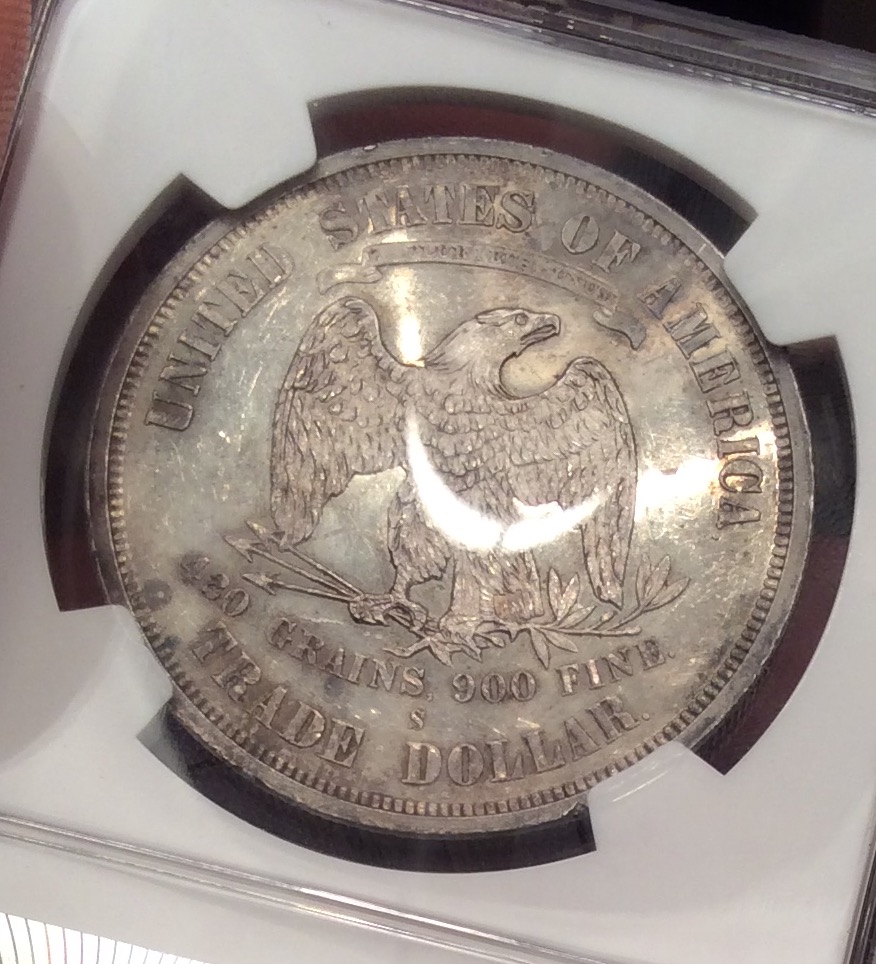 UNITED STATES OF AMERICA
420 GRAINS, 900 FINE.
S
TRADE DOLLAR.